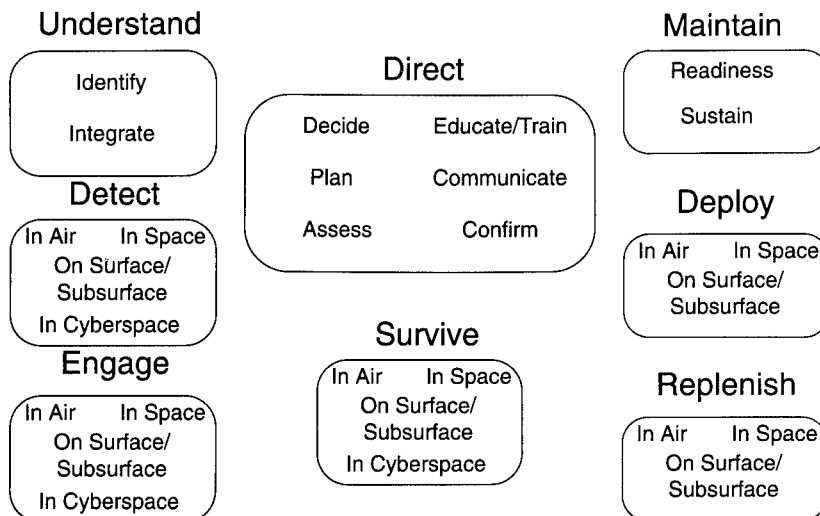 Understand
Identify
Integrate
Detect
In Air In Space
On Surface/
Subsurface
In Cyberspace
Engage
In Air In Space
On Surface/
Subsurface
In Cyberspace
Direct
Decide Educate/Train
Plan Communicate
Assess Confirm
Survive
In Air In Space
On Surface/
Subsurface
In Cyberspace
Maintain
Readiness
Sustain
Deploy
In Air In Space
On Surface/
Subsurface
Replenish
In Air In Space
On Surface/
Subsurface